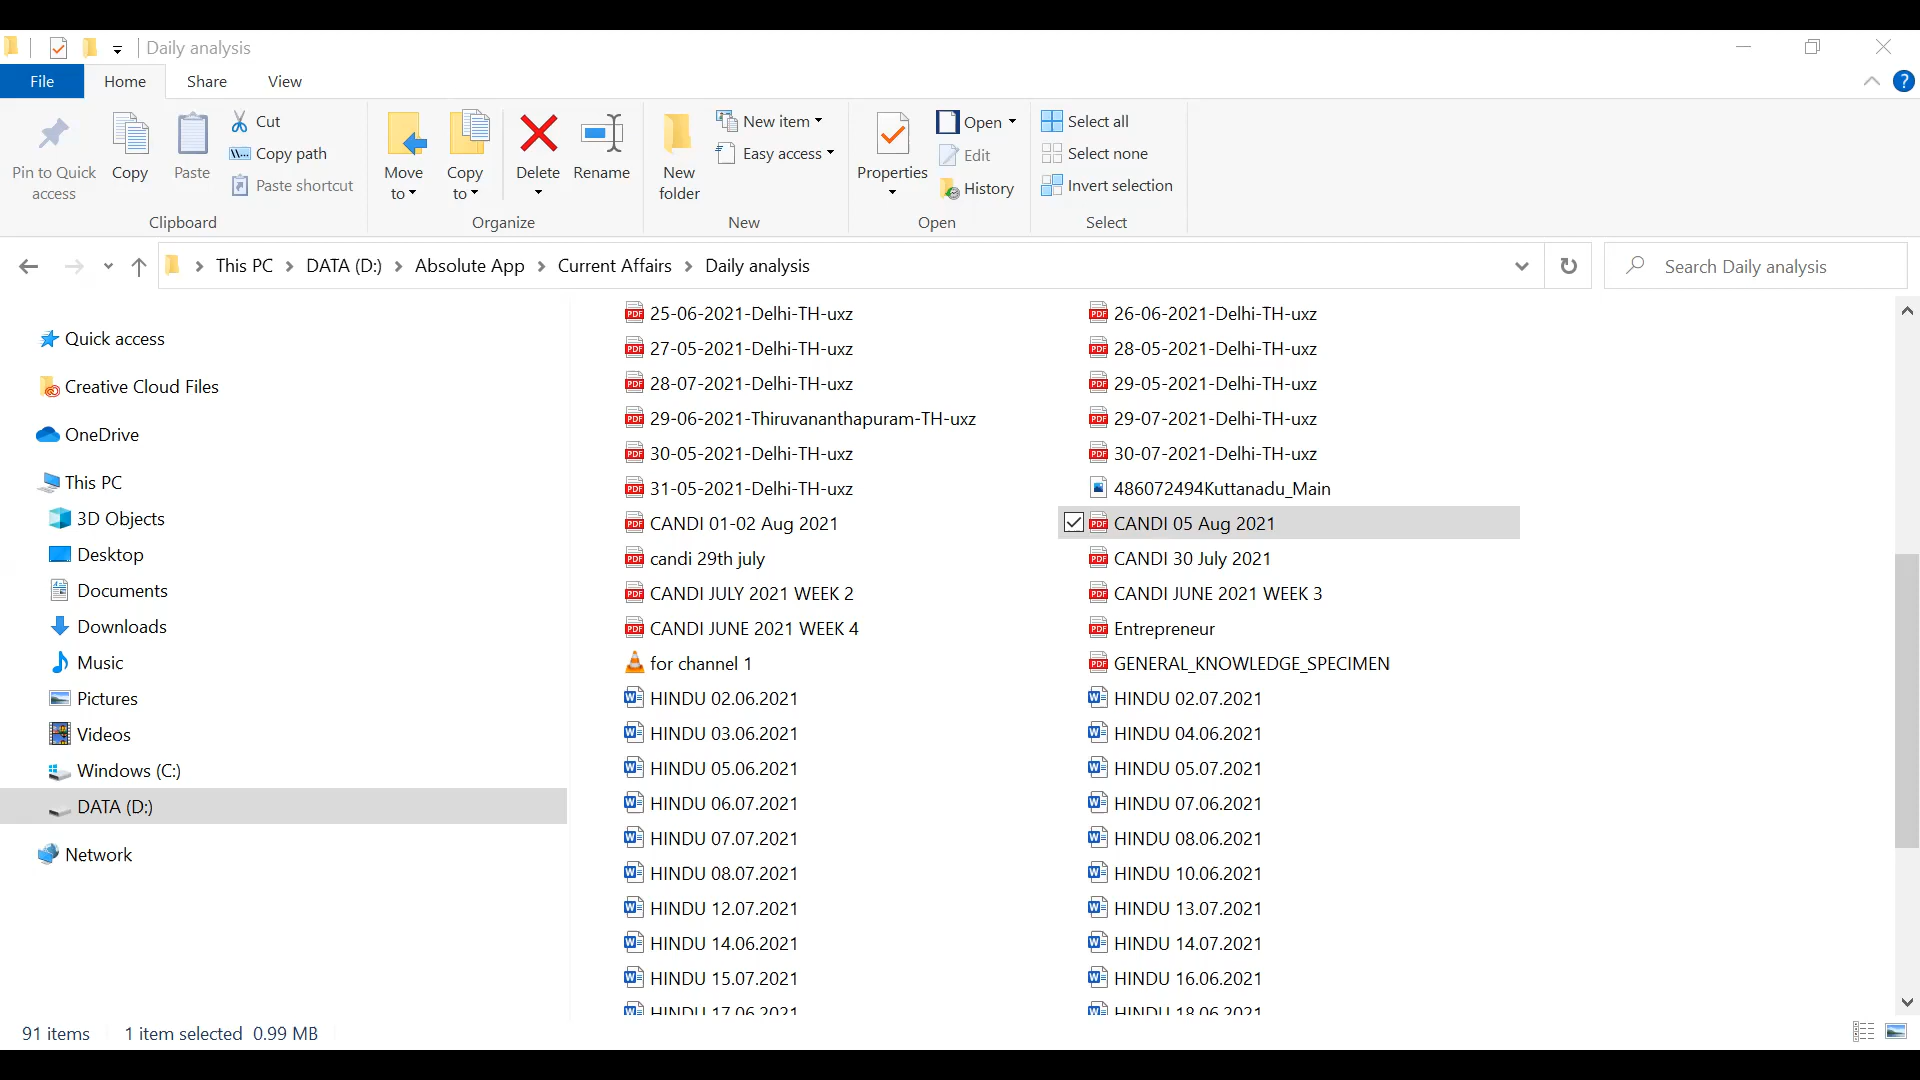 Daily analysis
File Home Share View
Pin to Quick access
Copy
Paste
Cut
Copy path
Paste shortcut
Clipboard
Move to
Copy to
Delete
Rename
Organize
New folder
New item
Easy access
New
Properties
Open
Edit
History
Open
Select all
Select none
Invert selection
Select
This PC DATA (D:) Absolute App Current Affairs Daily analysis
Search Daily analysis
Quick access
Creative Cloud Files
OneDrive
This PC
3D Objects
Desktop
Documents
Downloads
Music
Pictures
Videos
Windows (C:)
DATA (D:)
Network
25-06-2021-Delhi-TH-uxz 26-06-2021-Delhi-TH-uxz
27-05-2021-Delhi-TH-uxz 28-05-2021-Delhi-TH-uxz
28-07-2021-Delhi-TH-uxz 29-05-2021-Delhi-TH-uxz
29-06-2021-Thiruvananthapuram-TH-uxz 29-07-2021-Delhi-TH-uxz
30-05-2021-Delhi-TH-uxz 30-07-2021-Delhi-TH-uxz
31-05-2021-Delhi-TH-uxz 486072494Kuttanadu_Main
CANDI 01-02 Aug 2021 CANDI 05 Aug 2021
candi 29th july CANDI 30 July 2021
CANDI JULY 2021 WEEK 2 CANDI JUNE 2021 WEEK 3
CANDI JUNE 2021 WEEK 4 Entrepreneur
for channel 1 GENERAL_KNOWLEDGE_SPECIMEN
HINDU 02.06.2021 HINDU 02.07.2021
HINDU 03.06.2021 HINDU 04.06.2021
HINDU 05.06.2021 HINDU 05.07.2021
HINDU 06.07.2021 HINDU 07.06.2021
HINDU 07.07.2021 HINDU 08.06.2021
HINDU 08.07.2021 HINDU 10.06.2021
HINDU 12.07.2021 HINDU 13.07.2021
HINDU 14.06.2021 HINDU 14.07.2021
HINDU 15.07.2021 HINDU 16.06.2021
HINDU 17.06.2021 HINDU 18.06.2021
91 items 1 item selected 0.99 MB